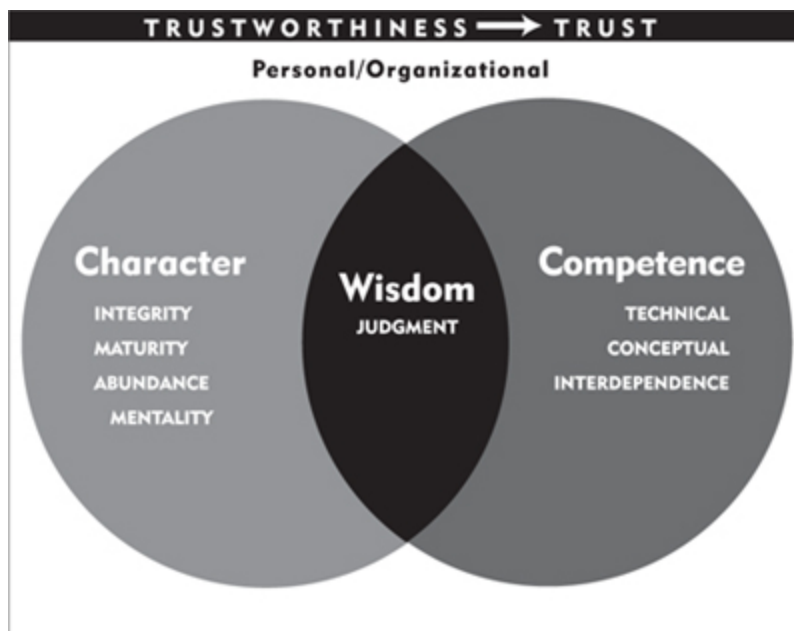 TRUSTWORTHINESS → TRUST
Personal/Organizational
Character
INTEGRITY
MATURITY
ABUNDANCE
MENTALITY
Wisdom
JUDGMENT
Competence
TECHNICAL
CONCEPTUAL
INTERDEPENDENCE